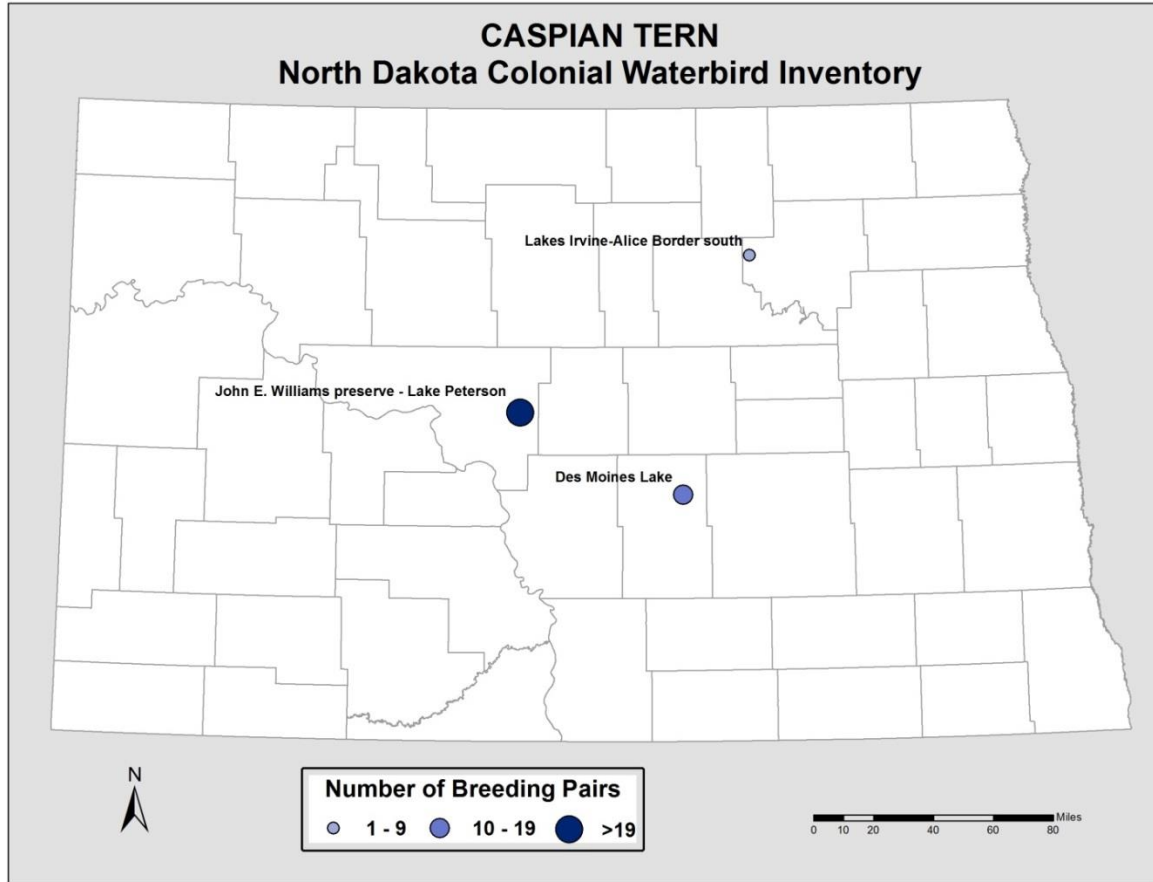 CASPIAN TERN
North Dakota Colonial Waterbird Inventory
Lakes Irvine-Alice Border south
John E. Williams preserve - Lake Peterson
Des Moines Lake
N
Number of Breeding Pairs
1 - 9 10 - 19 >19
Miles
0 10 20 40 60 80